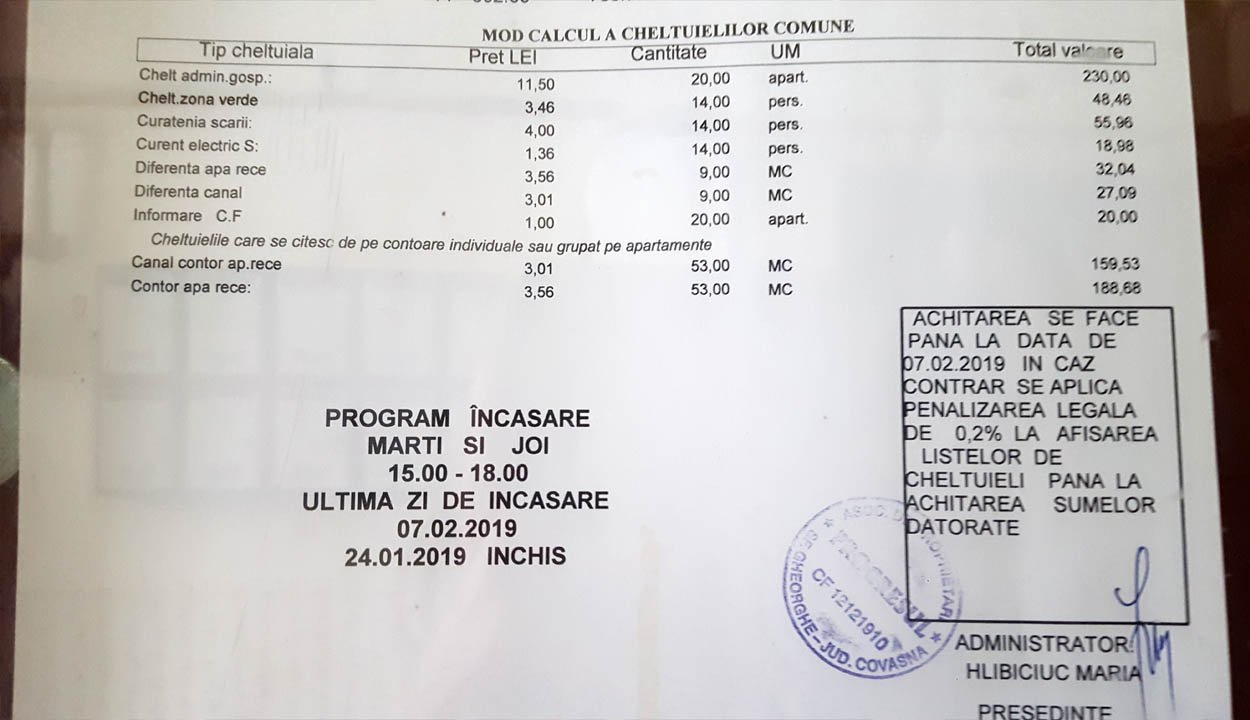 MOD CALCUL A CHELTUIELILOR COMUNE
Tip cheltuiala Pret LEI Cantitate UM Total valoare
Chelt admin.gosp.: 11,50 20,00 apart. 230,00
Chelt.zona verde 3,46 14,00 pers. 48,46
Curatenia scarii: 4,00 14,00 pers. 55,96
Curent electric S: 1,36 14,00 pers. 18,98
Diferenta apa rece 3,56 9,00 MC 32,04
Diferenta canal 3,01 9,00 MC 27,09
Informare C.F 1,00 20,00 apart. 20,00
Cheltuielile care se citesc de pe contoare individuale sau grupat pe apartamente
Canal contor ap.rece 3,01 53,00 MC 159,53
Contor apa rece: 3,56 53,00 MC 188,68
ACHITAREA SE FACE
PANA LA DATA DE
07.02.2019 IN CAZ
CONTRAR SE APLICA
PENALIZAREA LEGALA
DE 0,2% LA AFISAREA
LISTELOR DE
CHELTUIELI PANA LA
ACHITAREA SUMELOR
DATORATE
PROGRAM ÎNCASARE
MARTI SI JOI
15.00 - 18.00
ULTIMA ZI DE INCASARE
07.02.2019
24.01.2019 INCHIS
PROGRESUL
CF 12121910
GHEORGHE - JUD. COVASNA
ADMINISTRATOR:
HLIBICIUC MARIA
PRESEDINTE